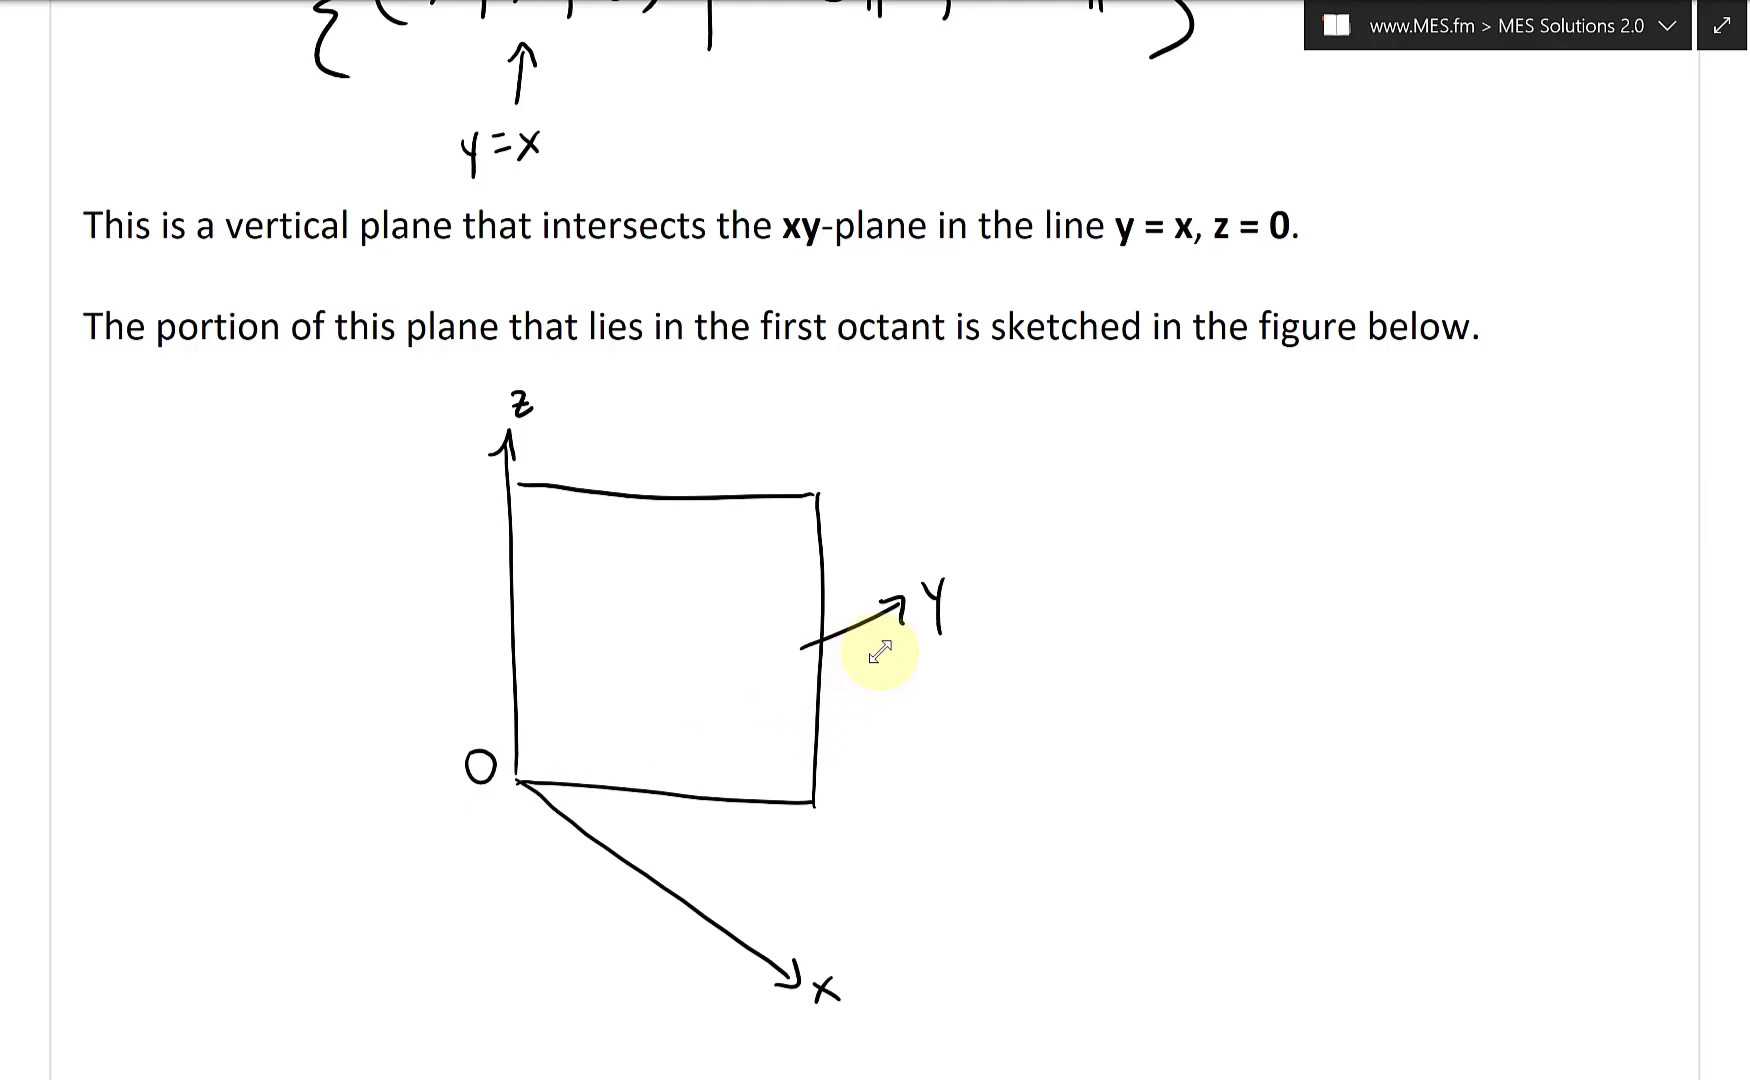 www.MES.fm > MES Solutions 2.0
y = x
This is a vertical plane that intersects the xy-plane in the line y = x, z = 0.
The portion of this plane that lies in the first octant is sketched in the figure below.
z
Y
O
x